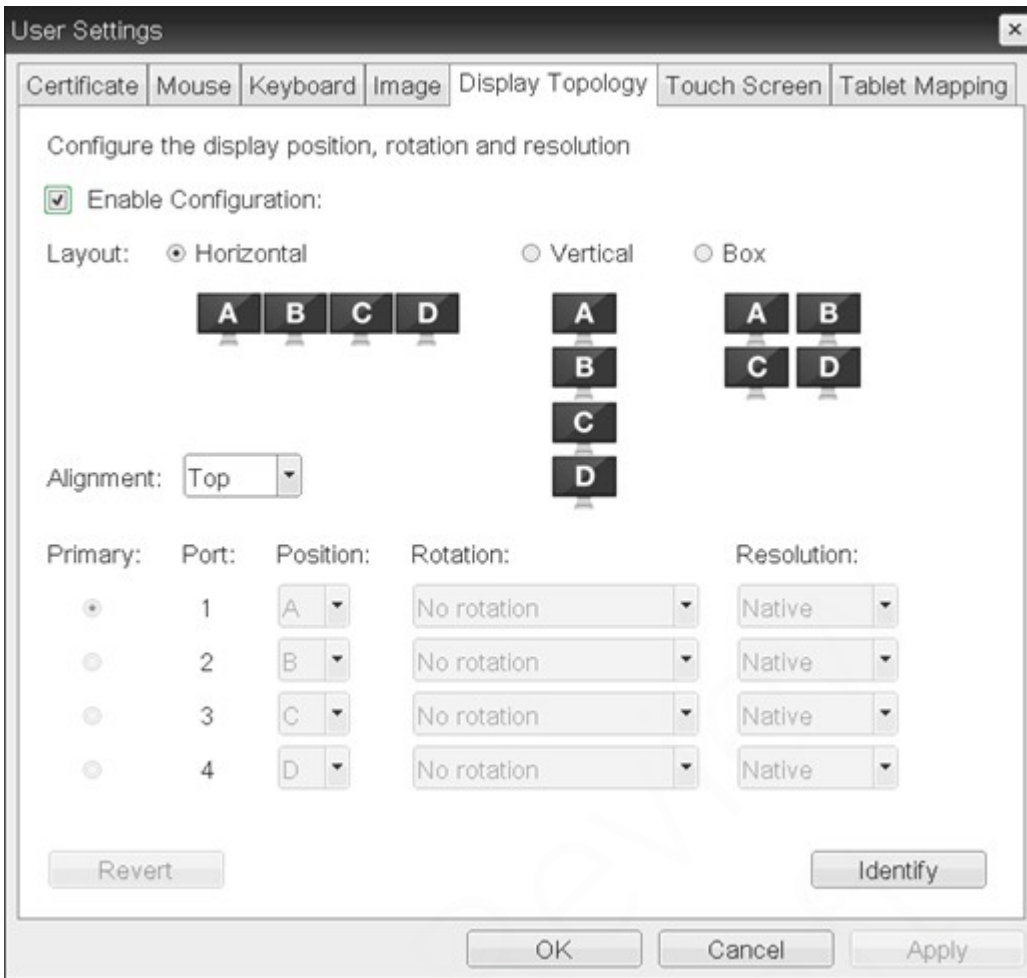 User Settings
Certificate Mouse Keyboard Image Display Topology Touch Screen Tablet Mapping
Configure the display position, rotation and resolution
Enable Configuration:
Layout: Horizontal Vertical Box
A B C D A A B
B C D
C
D
Alignment: Top
Primary: Port: Position: Rotation: Resolution:
1 A No rotation Native
2 B No rotation Native
3 C No rotation Native
4 D No rotation Native
Revert Identify
OK Cancel Apply